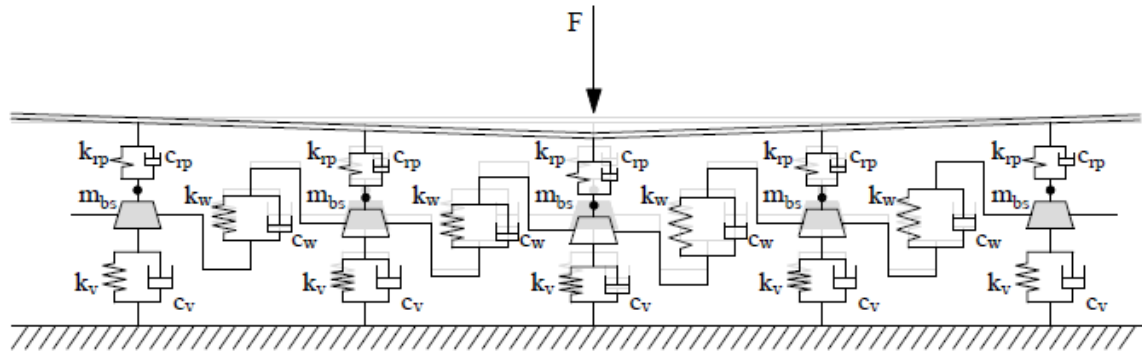 F
k_rp c_rp k_rp c_rp k_rp c_rp k_rp c_rp k_rp c_rp
m_bs k_w m_bs k_w m_bs k_w m_bs k_w m_bs
c_w c_w c_w c_w
k_v c_v k_v c_v k_v c_v k_v c_v k_v c_v